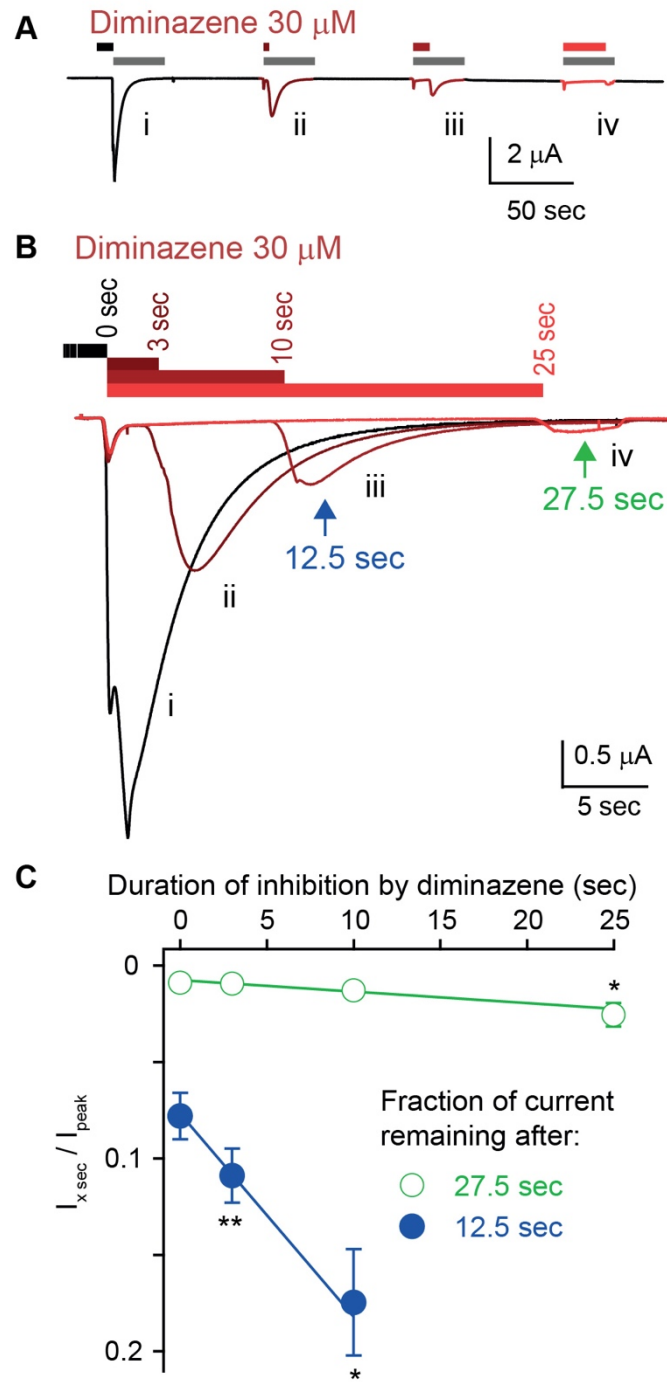 A
Diminazene 30 μM
i
ii
iii
iv
2 μA
50 sec
B
Diminazene 30 μM
0 sec
3 sec
10 sec
25 sec
iv
iii
27.5 sec
12.5 sec
ii
i
0.5 μA
5 sec
C
Duration of inhibition by diminazene (sec)
0 5 10 15 20 25
0
*
Fraction of current
remaining after:
27.5 sec
12.5 sec
I x sec / I peak
0.1
**
0.2
*